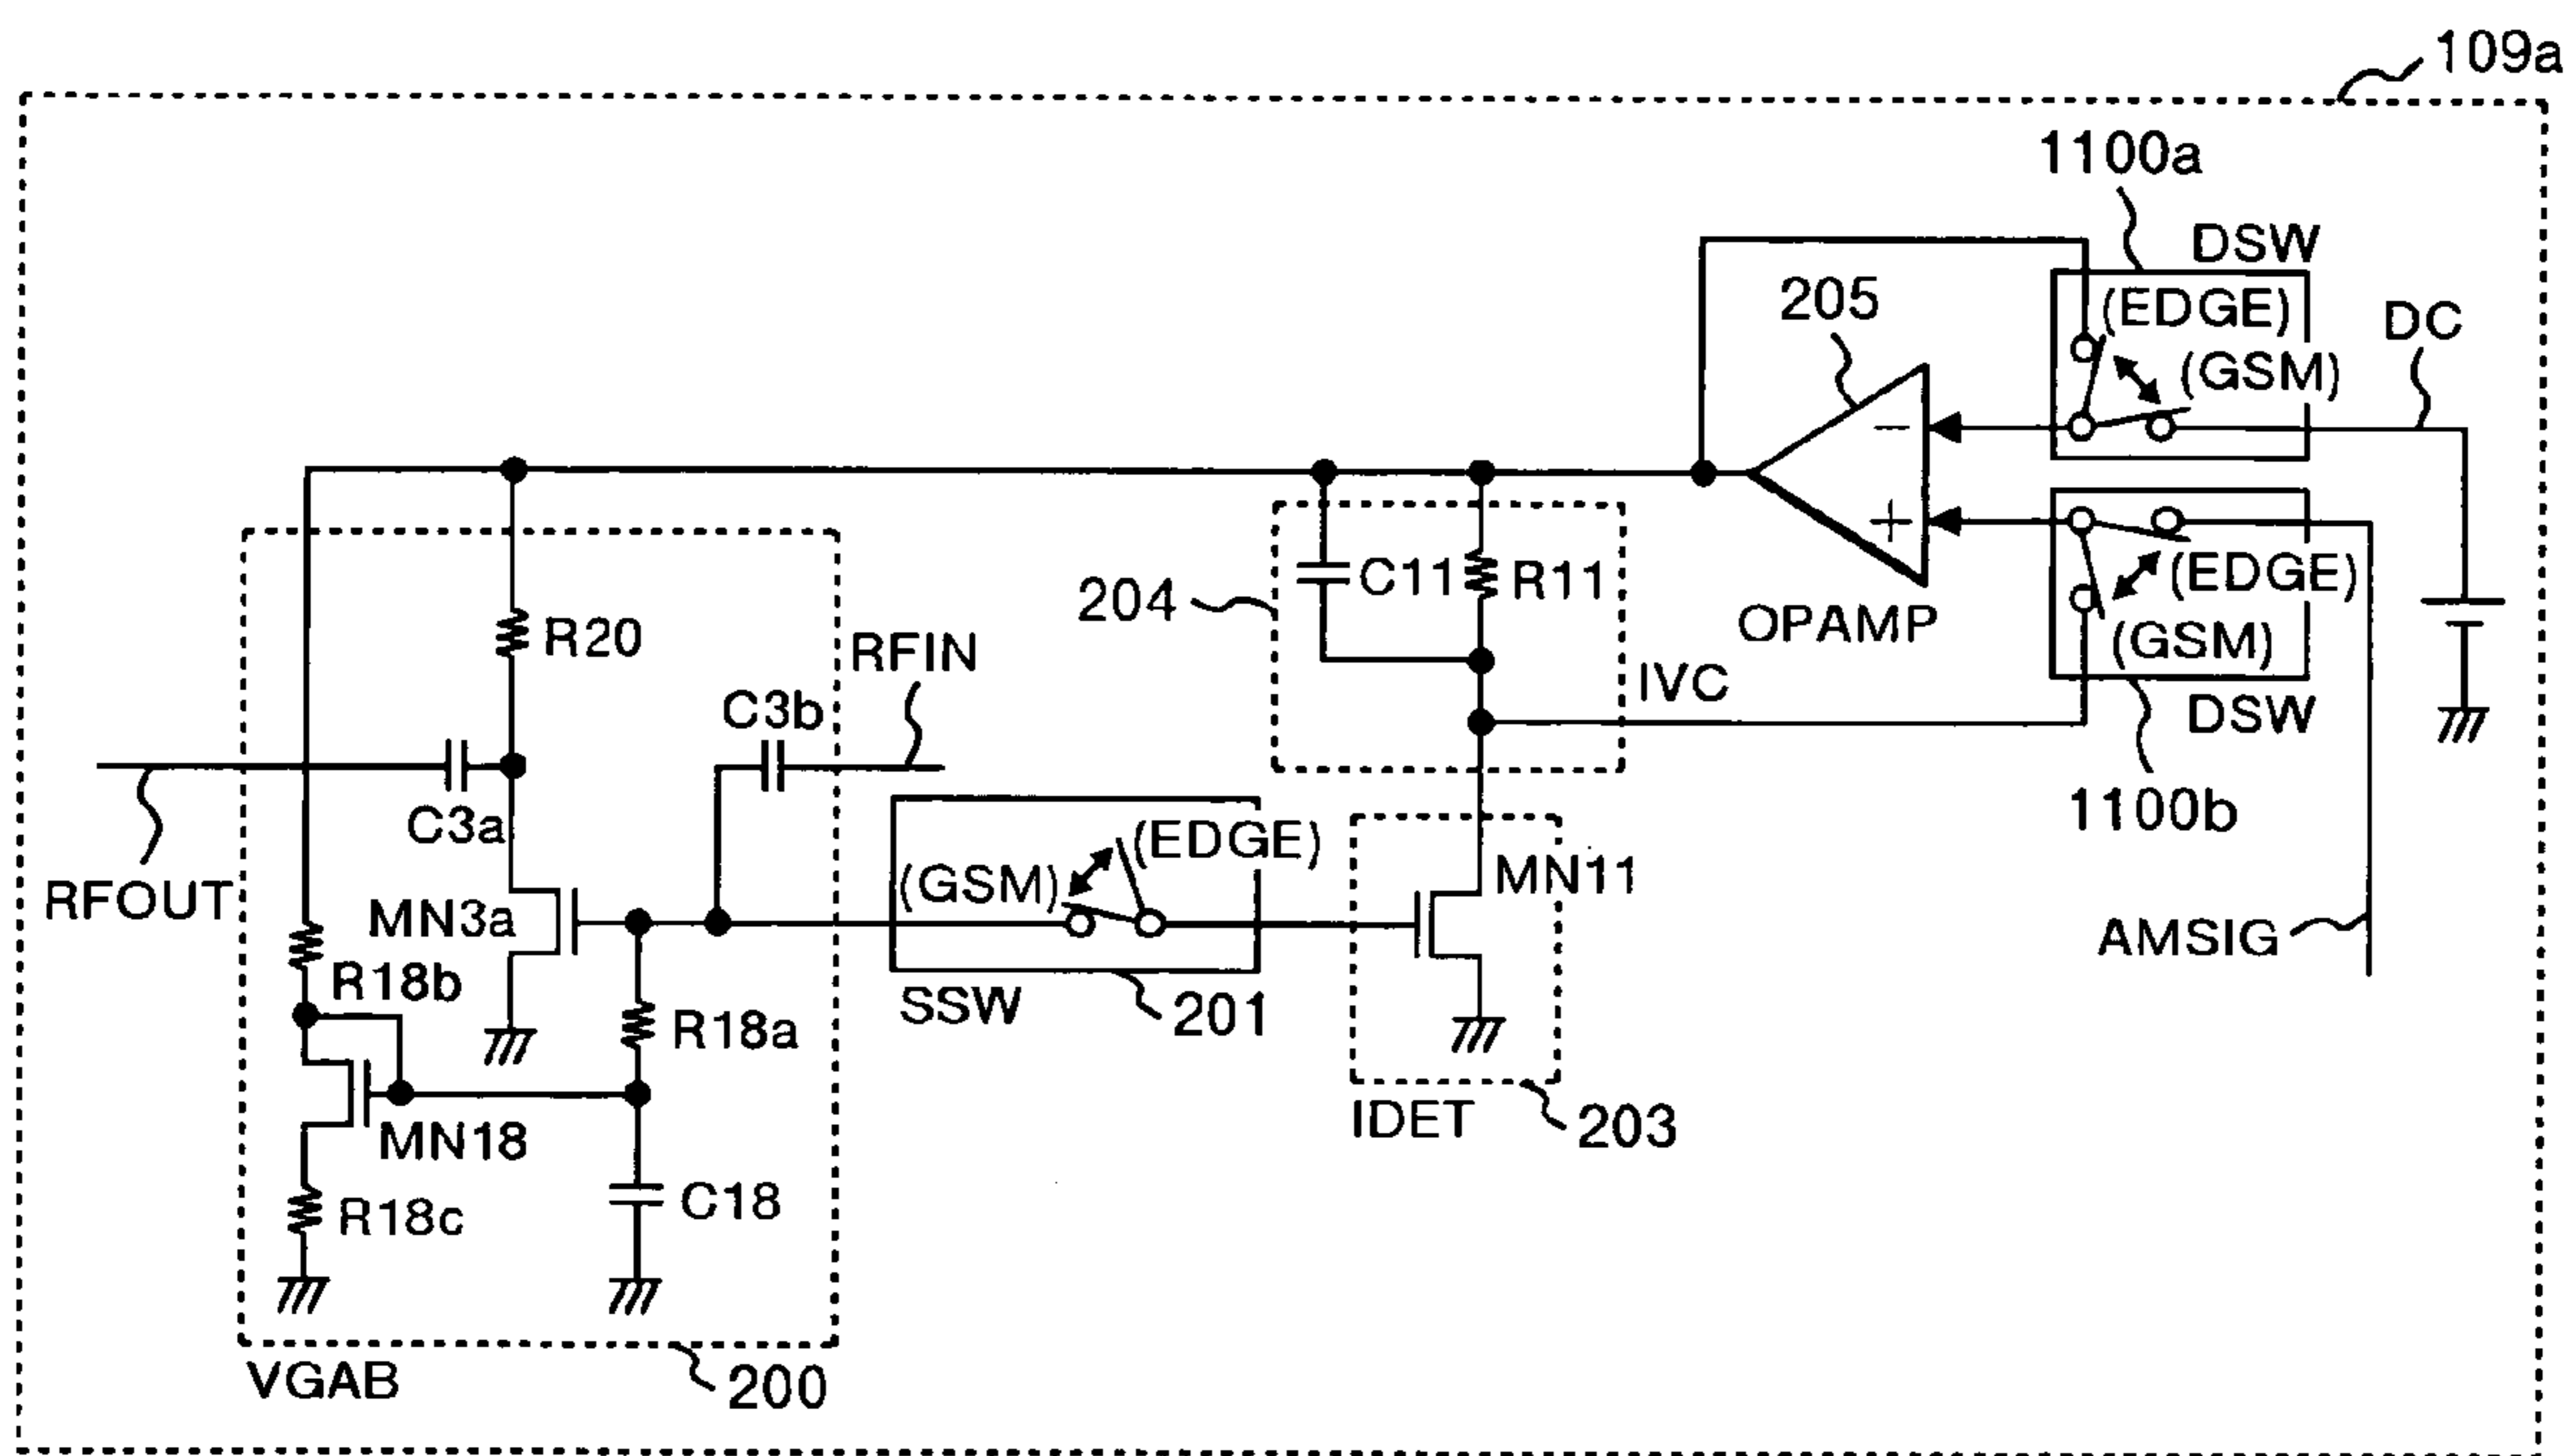 109a
1100a
DSW
(EDGE)
(GSM)
DC
205
−
+
OPAMP
(EDGE)
(GSM)
DSW
1100b
AMSIG
204
C11
R11
IVC
R20
RFIN
C3b
C3a
RFOUT
MN3a
(GSM)
(EDGE)
SSW
201
MN11
IDET
203
R18b
R18a
MN18
R18c
C18
VGAB
200